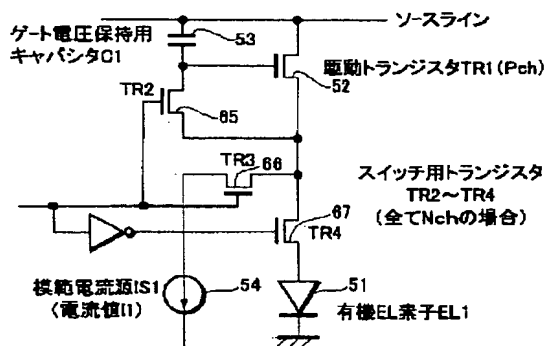 ソースライン
ゲート電圧保持用
キャパシタC1
53
駆動トランジスタTR1(Pch)
52
TR2
65
TR3
66
スイッチ用トランジスタ
TR2～TR4
(全てNchの場合)
67
TR4
模範電流源IS1
(電流値I1)
54
51
有機EL素子EL1